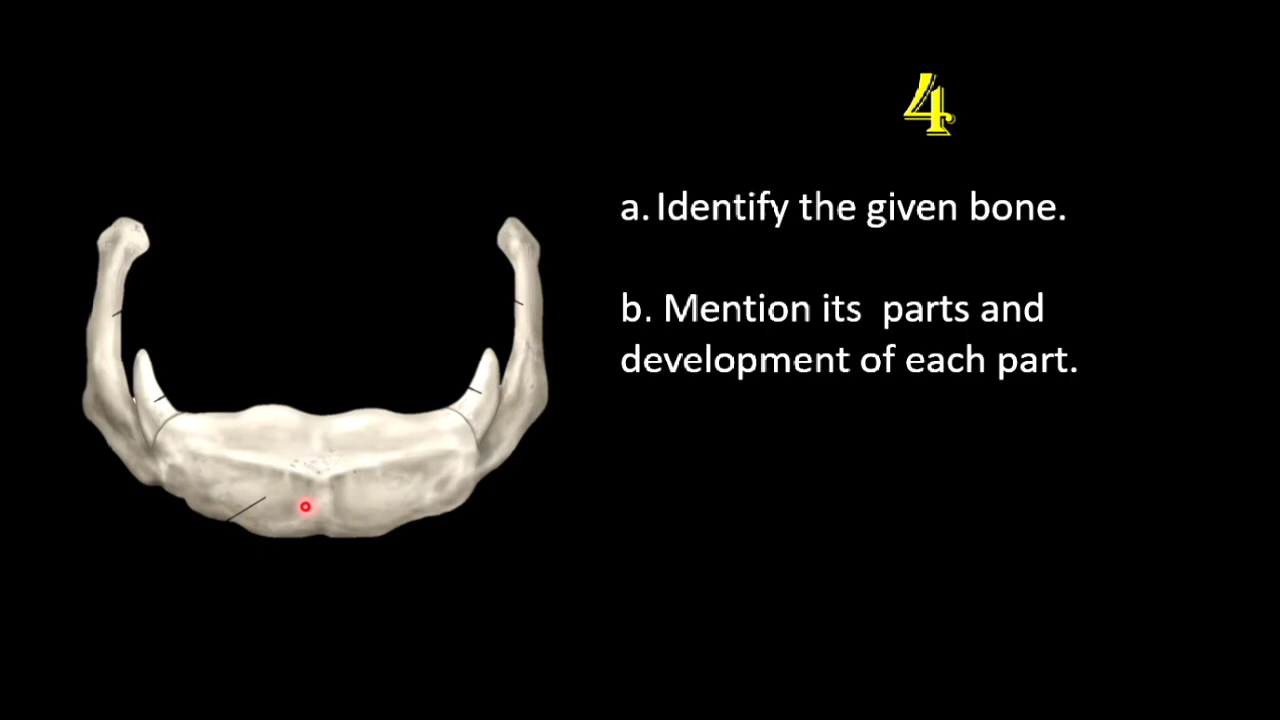 4
a. Identify the given bone.
b. Mention its parts and
development of each part.